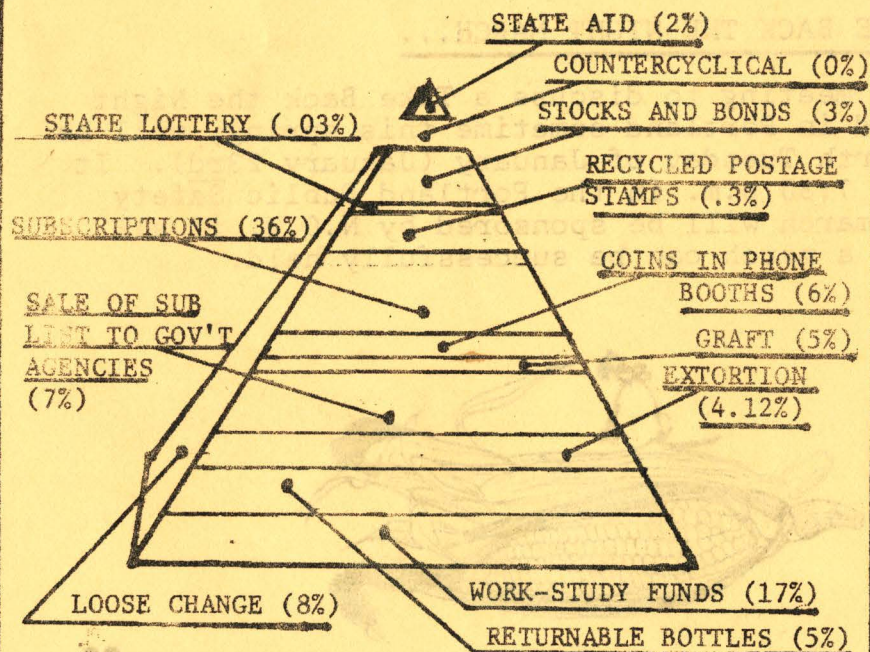 STATE AID (2%)
COUNTERCYCLICAL (0%)
STOCKS AND BONDS (3%)
STATE LOTTERY (.03%)
RECYCLED POSTAGE
STAMPS (.3%)
SUBSCRIPTIONS (36%)
COINS IN PHONE
BOOTHS (6%)
SALE OF SUB
LIST TO GOV'T
AGENCIES
(7%)
GRAFT (5%)
EXTORTION
(4.12%)
LOOSE CHANGE (8%)
WORK-STUDY FUNDS (17%)
RETURNABLE BOTTLES (5%)